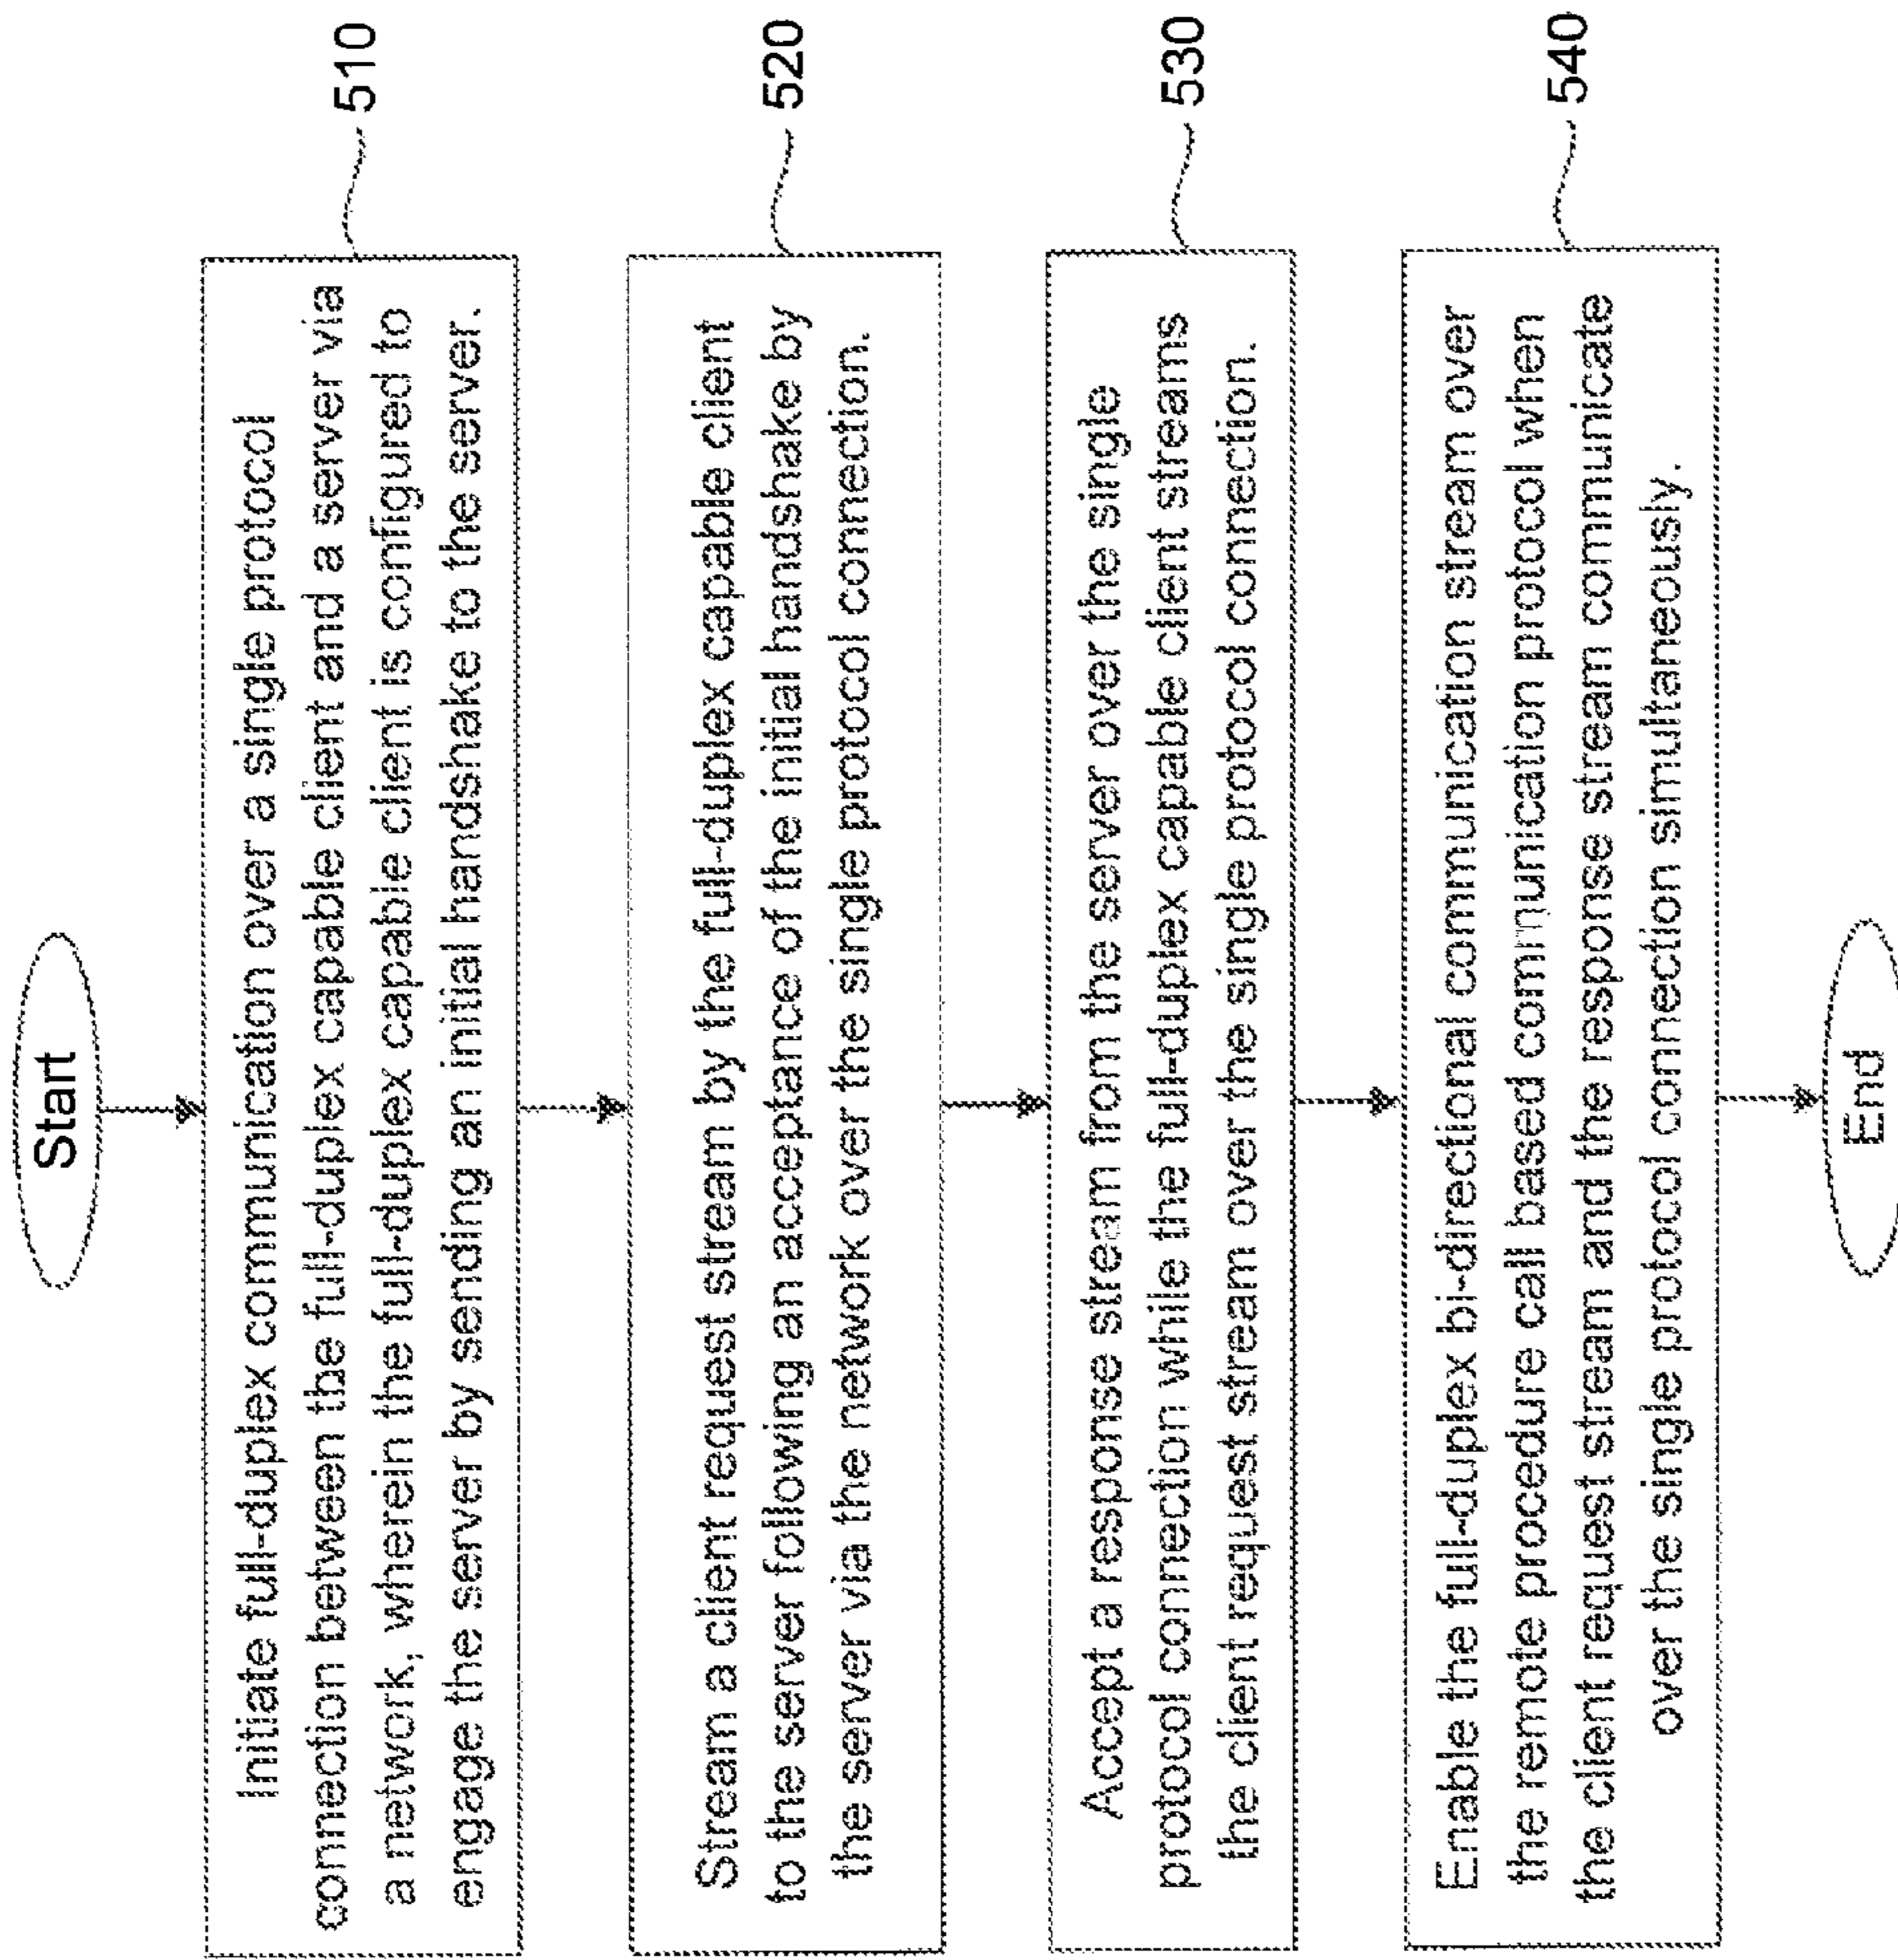 Start
Initiate full-duplex communication over a single protocol
connection between the full-duplex capable client and a server via
a network, wherein the full-duplex capable client is configured to
engage the server by sending an initial handshake to the server.
510
Stream a client request stream by the full-duplex capable client
to the server following an acceptance of the initial handshake by
the server via the network over the single protocol connection.
520
Accept a response stream from the server over the single
protocol connection while the full-duplex capable client streams
the client request stream over the single protocol connection.
530
Enable the full-duplex bi-directional communication stream over
the remote procedure call based communication protocol when
the client request stream and the response stream communicate
over the single protocol connection simultaneously.
540
End